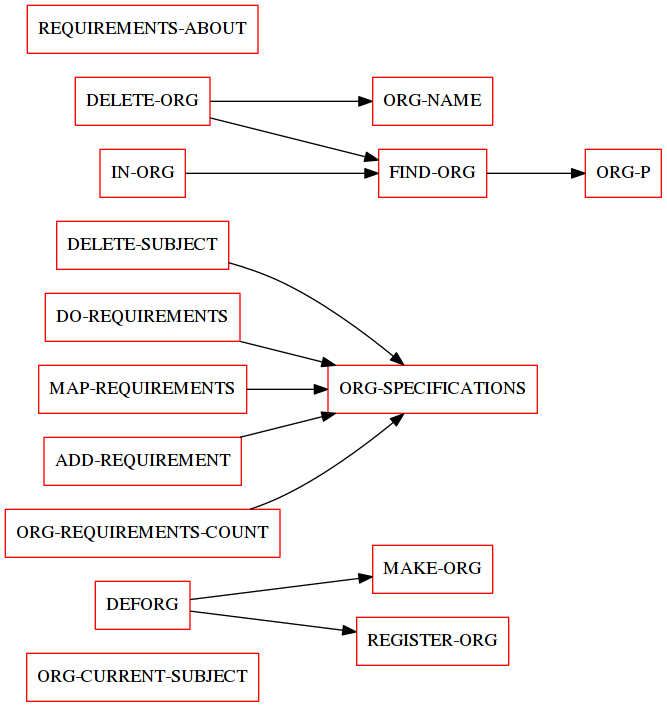 REQUIREMENTS-ABOUT
DELETE-ORG
ORG-NAME
IN-ORG
FIND-ORG
ORG-P
DELETE-SUBJECT
DO-REQUIREMENTS
MAP-REQUIREMENTS
ORG-SPECIFICATIONS
ADD-REQUIREMENT
ORG-REQUIREMENTS-COUNT
MAKE-ORG
DEFORG
REGISTER-ORG
ORG-CURRENT-SUBJECT